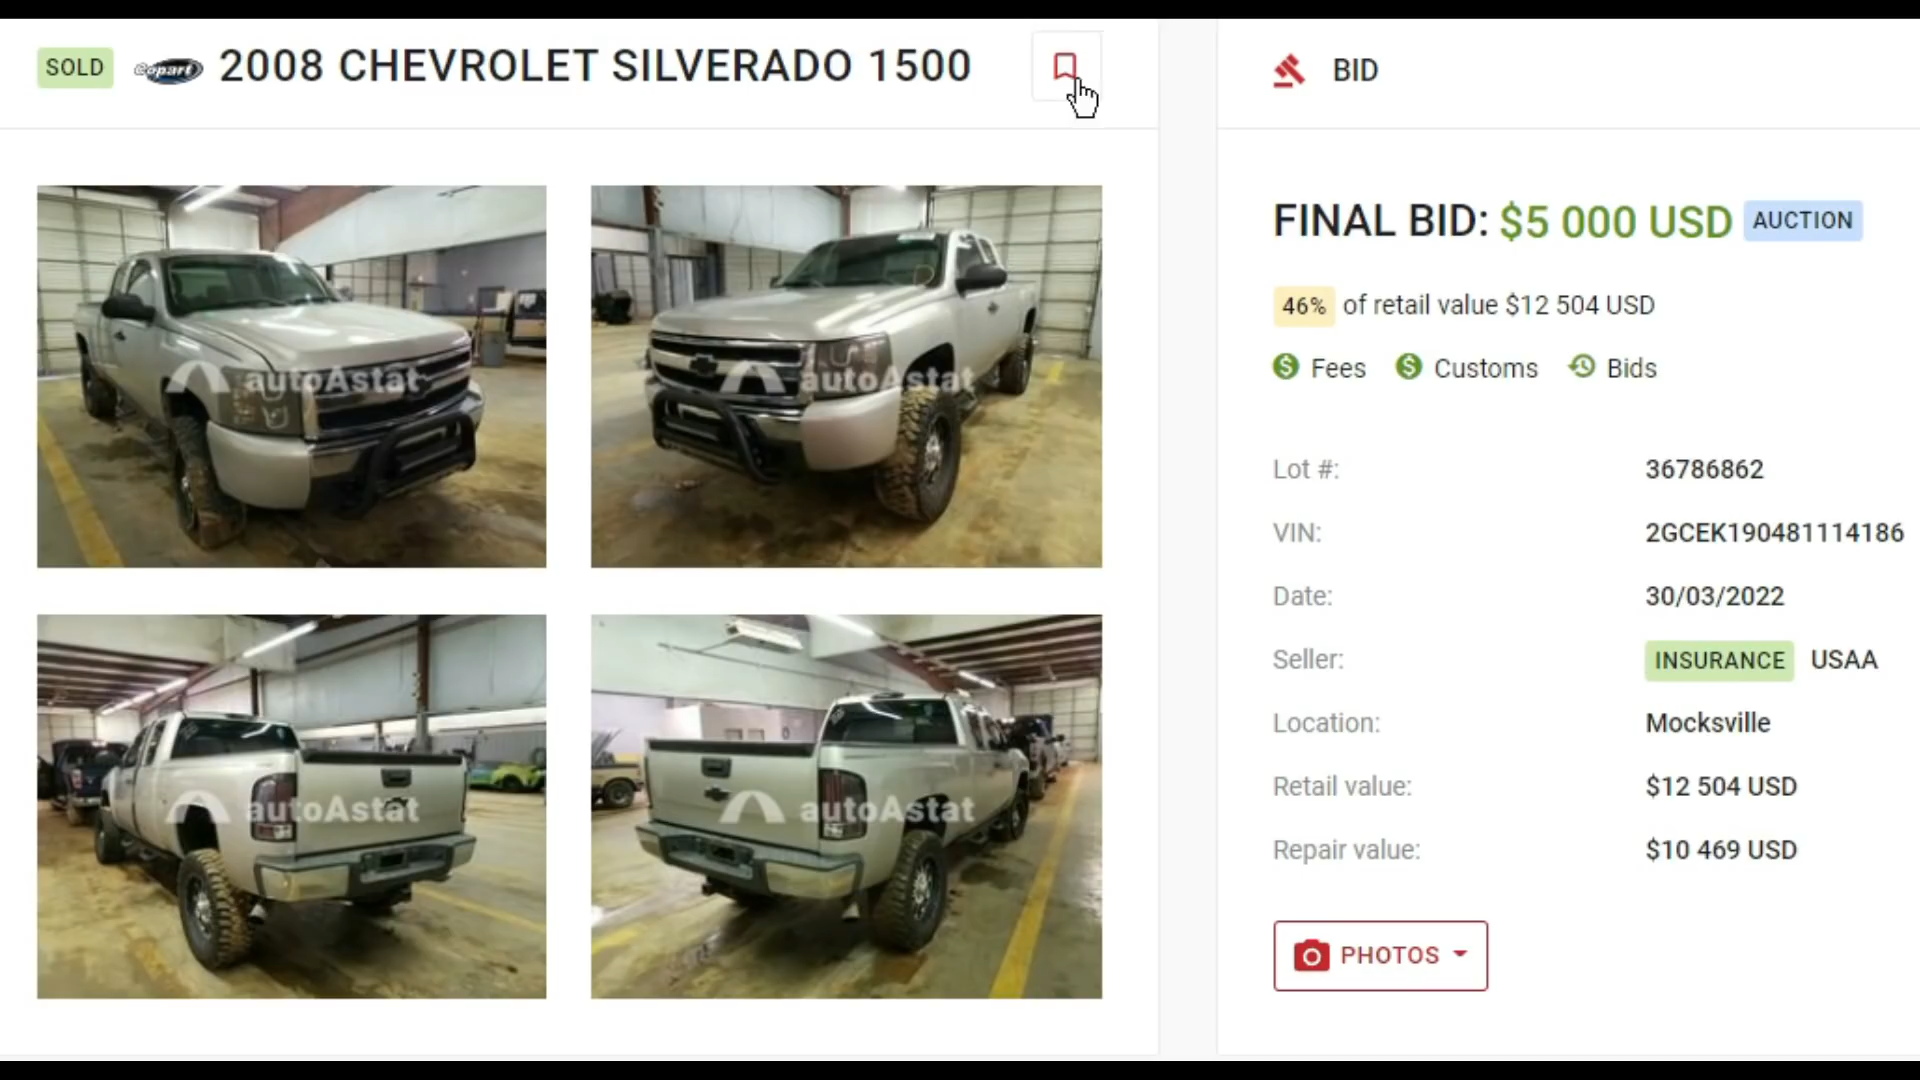 SOLD Copart 2008 CHEVROLET SILVERADO 1500
autoAstat
autoAstat
autoAstat
autoAstat
BID
FINAL BID: $5 000 USD AUCTION
46% of retail value $12 504 USD
Fees Customs Bids
Lot #: 36786862
VIN: 2GCEK190481114186
Date: 30/03/2022
Seller: INSURANCE USAA
Location: Mocksville
Retail value: $12 504 USD
Repair value: $10 469 USD
PHOTOS